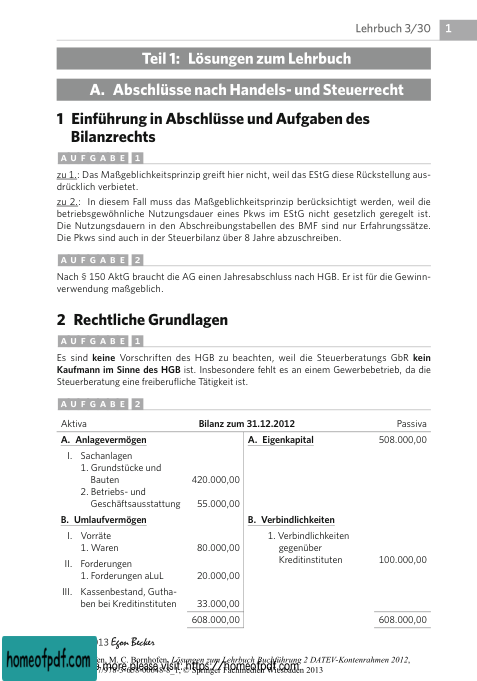 Lehrbuch 3/30 1
Teil 1: Lösungen zum Lehrbuch
A. Abschlüsse nach Handels- und Steuerrecht
1 Einführung in Abschlüsse und Aufgaben des
Bilanzrechts
AUFGABE 1
zu 1.: Das Maßgeblichkeitsprinzip greift hier nicht, weil das EStG diese Rückstellung aus-
drücklich verbietet.
zu 2.: In diesem Fall muss das Maßgeblichkeitsprinzip berücksichtigt werden, weil die
betriebsgewöhnliche Nutzungsdauer eines Pkws im EStG nicht gesetzlich geregelt ist.
Die Nutzungsdauern in den Abschreibungstabellen des BMF sind nur Erfahrungssätze.
Die Pkws sind auch in der Steuerbilanz über 8 Jahre abzuschreiben.
AUFGABE 2
Nach § 150 AktG braucht die AG einen Jahresabschluss nach HGB. Er ist für die Gewinn-
verwendung maßgeblich.
2 Rechtliche Grundlagen
AUFGABE 1
Es sind keine Vorschriften des HGB zu beachten, weil die Steuerberatungs GbR kein
Kaufmann im Sinne des HGB ist. Insbesondere fehlt es an einem Gewerbebetrieb, da die
Steuerberatung eine freiberufliche Tätigkeit ist.
AUFGABE 2
Aktiva Bilanz zum 31.12.2012 Passiva
A. Anlagevermögen A. Eigenkapital 508.000,00
I. Sachanlagen
1. Grundstücke und
Bauten 420.000,00
2. Betriebs- und
Geschäftsausstattung 55.000,00
B. Umlaufvermögen B. Verbindlichkeiten
I. Vorräte 1. Verbindlichkeiten
1. Waren 80.000,00 gegenüber
II. Forderungen Kreditinstituten 100.000,00
1. Forderungen aLuL 20.000,00
III. Kassenbestand, Gutha-
ben bei Kreditinstituten 33.000,00
608.000,00 608.000,00
13 Egon Becker
en, M. C. Bornhofen, Lösungen zum Lehrbuch Buchführung 2 DATEV-Kontenrahmen 2012,
more please visit: https://homeofpdf.com
© Springer Fachmedien Wiesbaden 2013
homeofpdf.com